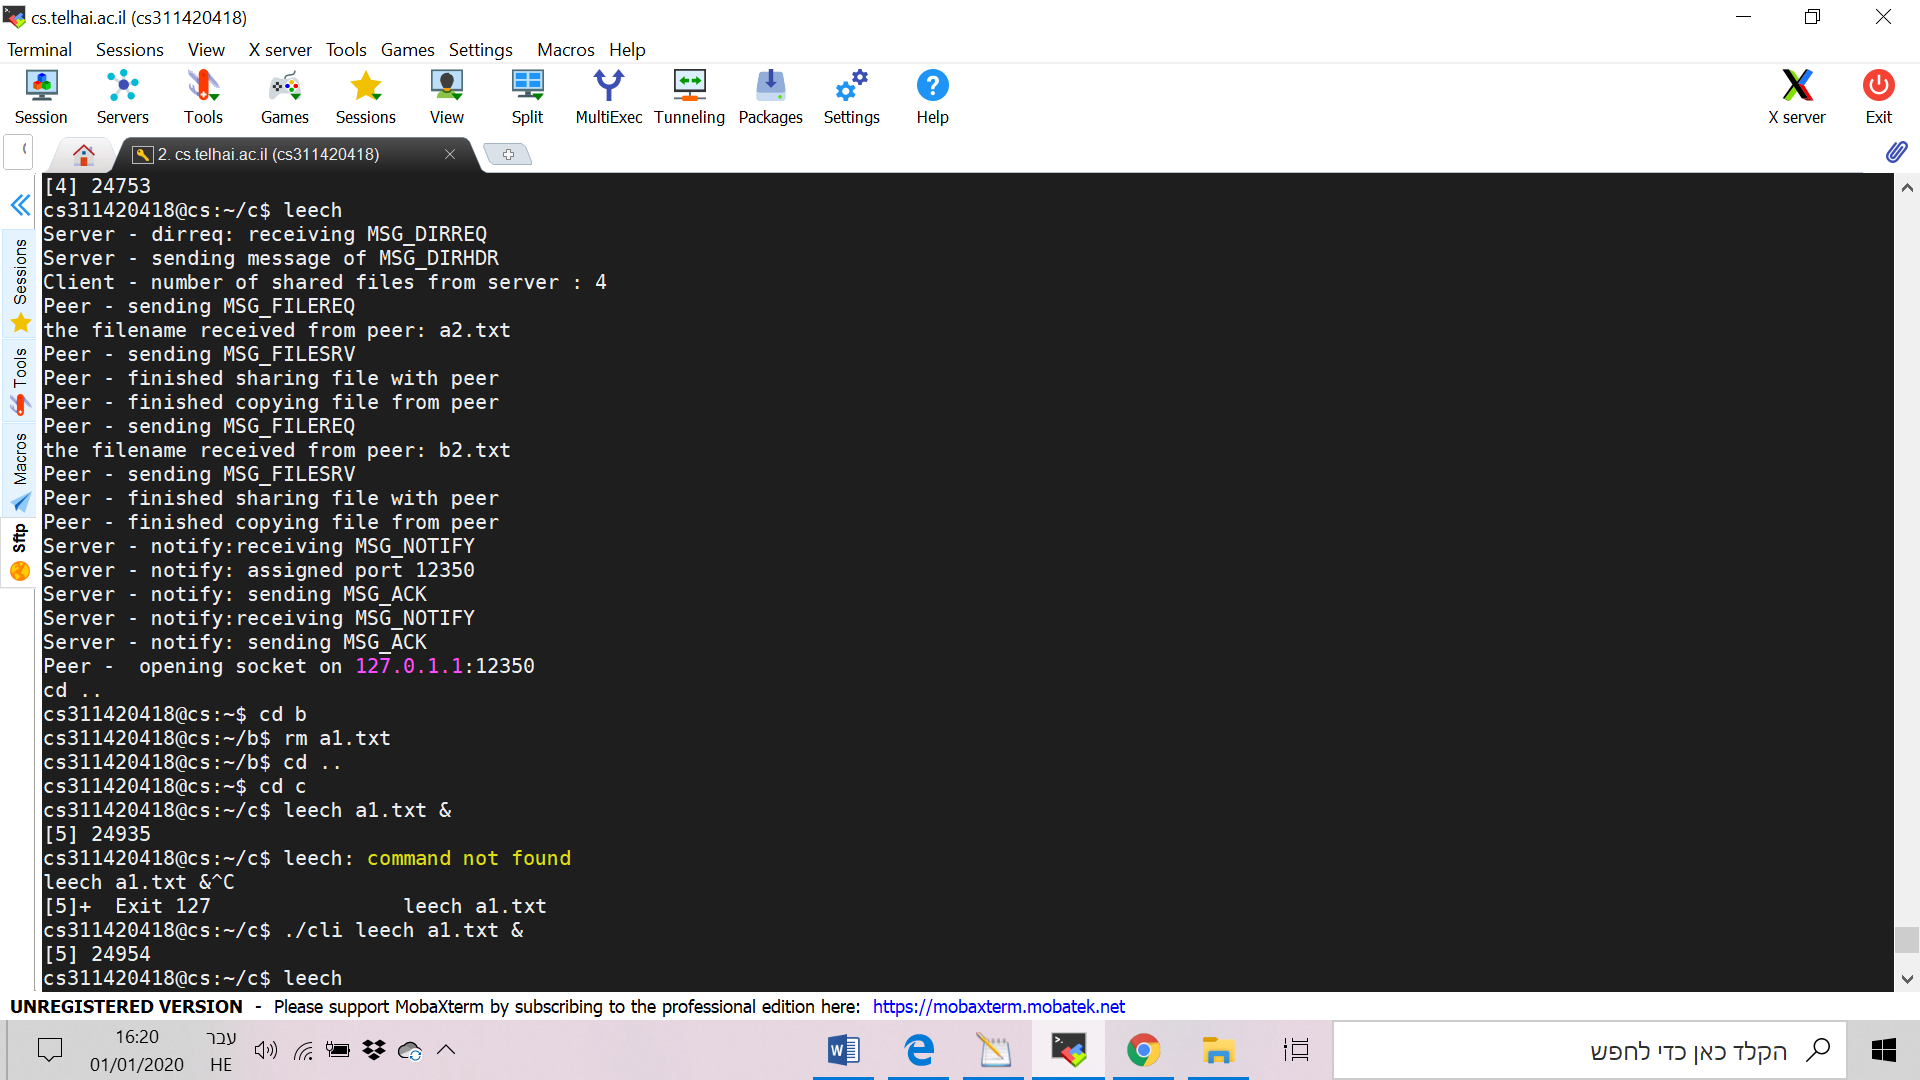 cs.telhai.ac.il (cs311420418)
Terminal Sessions View X server Tools Games Settings Macros Help
Session Servers Tools Games Sessions View Split MultiExec Tunneling Packages Settings Help X server Exit
2. cs.telhai.ac.il (cs311420418)
Sessions
Tools
Macros
Sftp
[4] 24753
cs311420418@cs:~/c$ leech
Server - dirreq: receiving MSG_DIRREQ
Server - sending message of MSG_DIRHDR
Client - number of shared files from server : 4
Peer - sending MSG_FILEREQ
the filename received from peer: a2.txt
Peer - sending MSG_FILESRV
Peer - finished sharing file with peer
Peer - finished copying file from peer
Peer - sending MSG_FILEREQ
the filename received from peer: b2.txt
Peer - sending MSG_FILESRV
Peer - finished sharing file with peer
Peer - finished copying file from peer
Server - notify:receiving MSG_NOTIFY
Server - notify: assigned port 12350
Server - notify: sending MSG_ACK
Server - notify:receiving MSG_NOTIFY
Server - notify: sending MSG_ACK
Peer -  opening socket on 127.0.1.1:12350
cd ..
cs311420418@cs:~$ cd b
cs311420418@cs:~/b$ rm a1.txt
cs311420418@cs:~/b$ cd ..
cs311420418@cs:~$ cd c
cs311420418@cs:~/c$ leech a1.txt &
[5] 24935
cs311420418@cs:~/c$ leech: command not found
leech a1.txt &^C
[5]+  Exit 127                leech a1.txt
cs311420418@cs:~/c$ ./cli leech a1.txt &
[5] 24954
cs311420418@cs:~/c$ leech
UNREGISTERED VERSION - Please support MobaXterm by subscribing to the professional edition here: https://mobaxterm.mobatek.net
16:20
01/01/2020
עבר
HE
הקלד כאן כדי לחפש